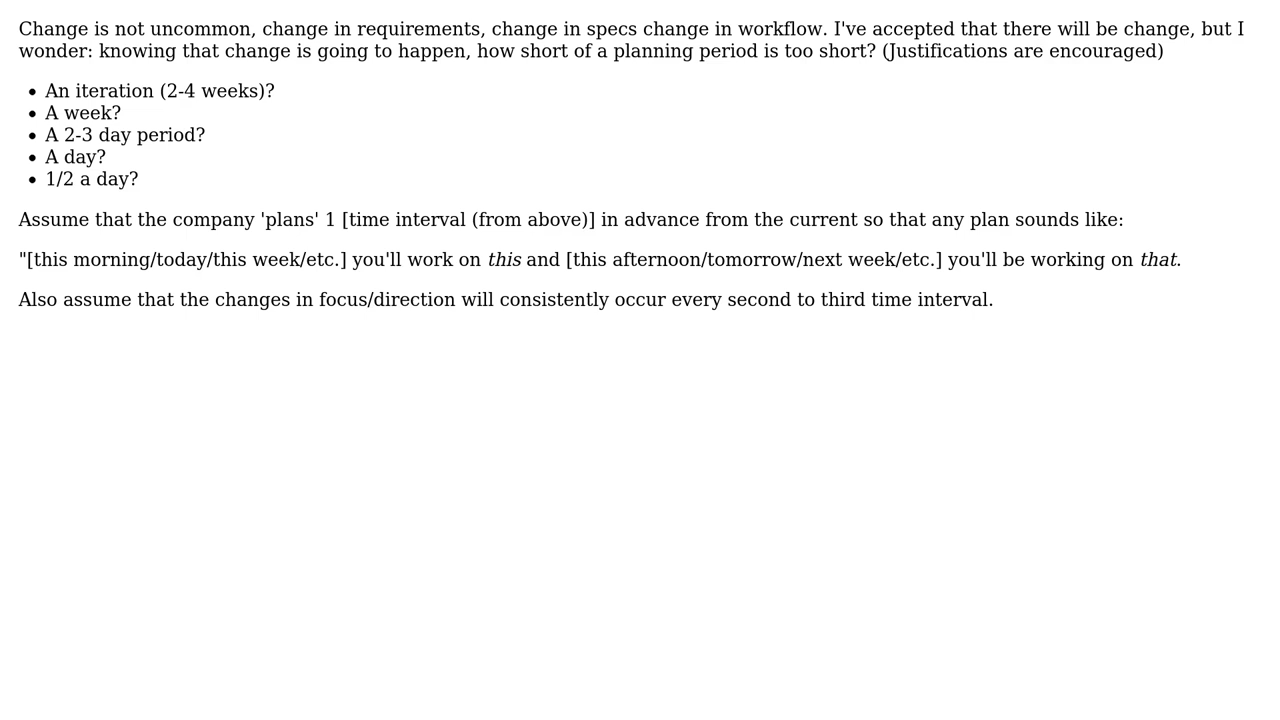 Change is not uncommon, change in requirements, change in specs change in workflow. I've accepted that there will be change, but I
wonder: knowing that change is going to happen, how short of a planning period is too short? (Justifications are encouraged)
• An iteration (2-4 weeks)?
• A week?
• A 2-3 day period?
• A day?
• 1/2 a day?
Assume that the company 'plans' 1 [time interval (from above)] in advance from the current so that any plan sounds like:
"[this morning/today/this week/etc.] you'll work on this and [this afternoon/tomorrow/next week/etc.] you'll be working on that.
Also assume that the changes in focus/direction will consistently occur every second to third time interval.